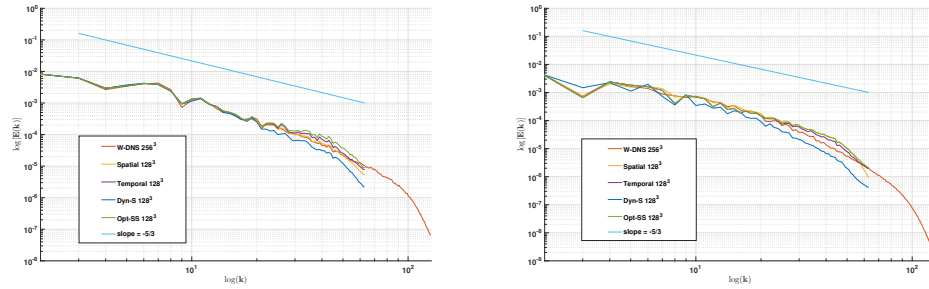 10^1
10^0
10^-1
10^-2
10^-3
10^-4
10^-5
10^-6
10^-7
10^-8
log|E(k)|
W-DNS 256^3
Spatial 128^3
Temporal 128^3
Dyn-S 128^3
Opt-SS 128^3
slope = -5/3
10^1
10^2
log(k)
10^1
10^0
10^-1
10^-2
10^-3
10^-4
10^-5
10^-6
10^-7
10^-8
10^-9
log|E(k)|
W-DNS 256^3
Spatial 128^3
Temporal 128^3
Dyn-S 128^3
Opt-SS 128^3
slope = -5/3
10^1
10^2
log(k)